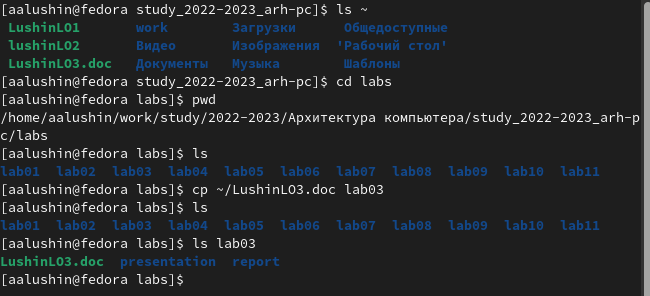 [aalushin@fedora study_2022-2023_arh-pc]$ ls ~
LushinLO1 work Загрузки Общедоступные
lushinLO2 Видео Изображения 'Рабочий стол'
LushinLO3.doc Документы Музыка Шаблоны
[aalushin@fedora study_2022-2023_arh-pc]$ cd labs
[aalushin@fedora labs]$ pwd
/home/aalushin/work/study/2022-2023/Архитектура компьютера/study_2022-2023_arh-p
c/labs
[aalushin@fedora labs]$ ls
lab01 lab02 lab03 lab04 lab05 lab06 lab07 lab08 lab09 lab10 lab11
[aalushin@fedora labs]$ cp ~/LushinLO3.doc lab03
[aalushin@fedora labs]$ ls
lab01 lab02 lab03 lab04 lab05 lab06 lab07 lab08 lab09 lab10 lab11
[aalushin@fedora labs]$ ls lab03
LushinLO3.doc presentation report
[aalushin@fedora labs]$